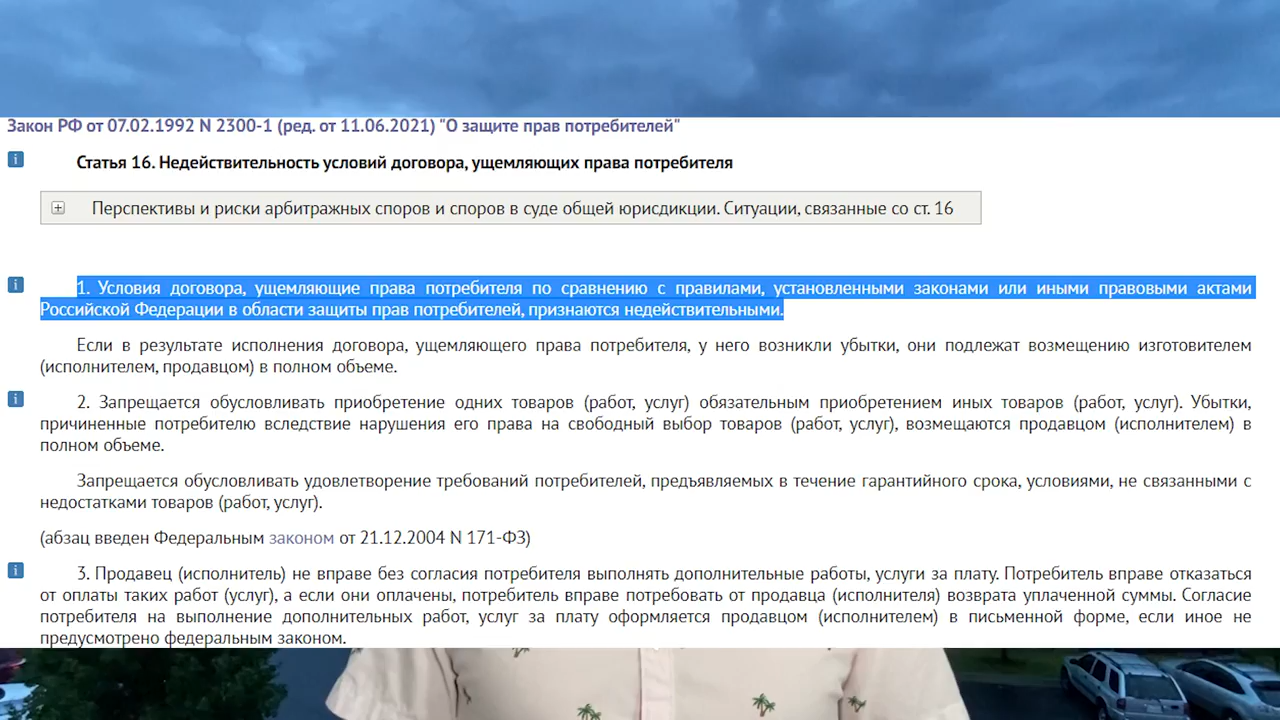 Закон РФ от 07.02.1992 N 2300-1 (ред. от 11.06.2021) "О защите прав потребителей"
Статья 16. Недействительность условий договора, ущемляющих права потребителя
Перспективы и риски арбитражных споров и споров в суде общей юрисдикции. Ситуации, связанные со ст. 16
1. Условия договора, ущемляющие права потребителя по сравнению с правилами, установленными законами или иными правовыми актами
Российской Федерации в области защиты прав потребителей, признаются недействительными.
Если в результате исполнения договора, ущемляющего права потребителя, у него возникли убытки, они подлежат возмещению изготовителем
(исполнителем, продавцом) в полном объеме.
2. Запрещается обусловливать приобретение одних товаров (работ, услуг) обязательным приобретением иных товаров (работ, услуг). Убытки,
причиненные потребителю вследствие нарушения его права на свободный выбор товаров (работ, услуг), возмещаются продавцом (исполнителем) в
полном объеме.
Запрещается обусловливать удовлетворение требований потребителей, предъявляемых в течение гарантийного срока, условиями, не связанными с
недостатками товаров (работ, услуг).
(абзац введен Федеральным законом от 21.12.2004 N 171-ФЗ)
3. Продавец (исполнитель) не вправе без согласия потребителя выполнять дополнительные работы, услуги за плату. Потребитель вправе отказаться
от оплаты таких работ (услуг), а если они оплачены, потребитель вправе потребовать от продавца (исполнителя) возврата уплаченной суммы. Согласие
потребителя на выполнение дополнительных работ, услуг за плату оформляется продавцом (исполнителем) в письменной форме, если иное не
предусмотрено федеральным законом.